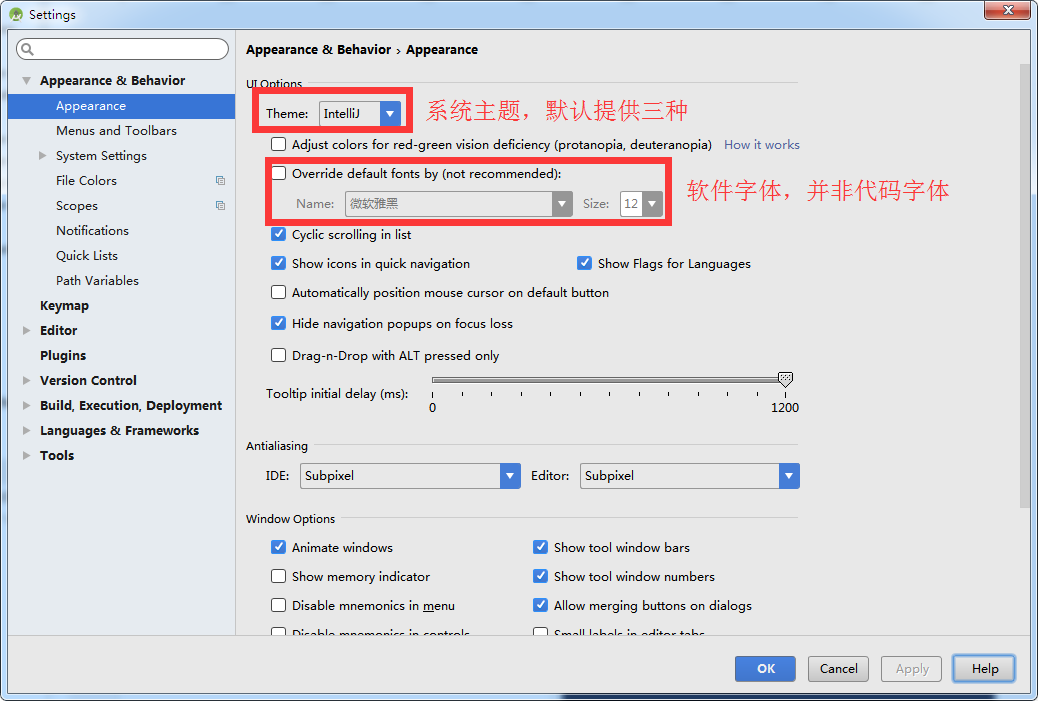 Settings
Appearance & Behavior
Appearance
Menus and Toolbars
System Settings
File Colors
Scopes
Notifications
Quick Lists
Path Variables
Keymap
Editor
Plugins
Version Control
Build, Execution, Deployment
Languages & Frameworks
Tools
Appearance & Behavior › Appearance
UI Options
Theme: IntelliJ 系统主题，默认提供三种
Adjust colors for red-green vision deficiency (protanopia, deuteranopia) How it works
Override default fonts by (not recommended):
Name: 微软雅黑 Size: 12 软件字体，并非代码字体
Cyclic scrolling in list
Show icons in quick navigation Show Flags for Languages
Automatically position mouse cursor on default button
Hide navigation popups on focus loss
Drag-n-Drop with ALT pressed only
Tooltip initial delay (ms):
0 1200
Antialiasing
IDE: Subpixel Editor: Subpixel
Window Options
Animate windows Show tool window bars
Show memory indicator Show tool window numbers
Disable mnemonics in menu Allow merging buttons on dialogs
Disable mnemonics in controls Small labels in editor tabs
OK Cancel Apply Help